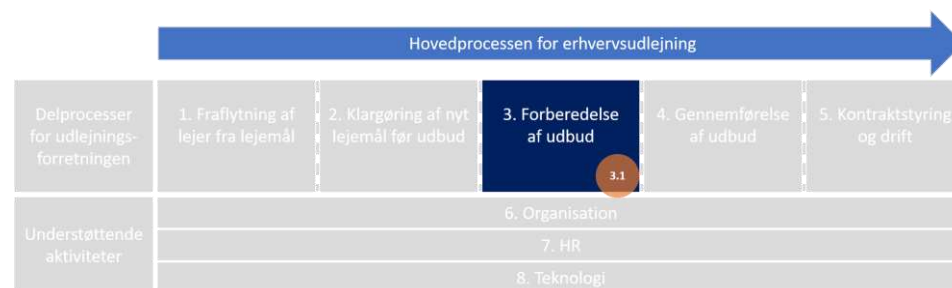 Hovedprocessen for erhvervsudlejning
Delprocesser
for udlejnings-
forretningen
1. Fraflytning af
lejer fra lejemål
2. Klargøring af nyt
lejemål før udbud
3. Forberedelse
af udbud
3.1
4. Gennemførelse
af udbud
5. Kontraktstyring
og drift
Understøttende
aktiviteter
6. Organisation
7. HR
8. Teknologi